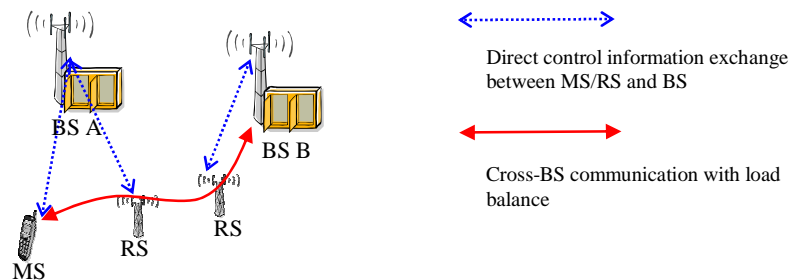 BS A
BS B
RS
RS
MS
Direct control information exchange
between MS/RS and BS
Cross-BS communication with load
balance